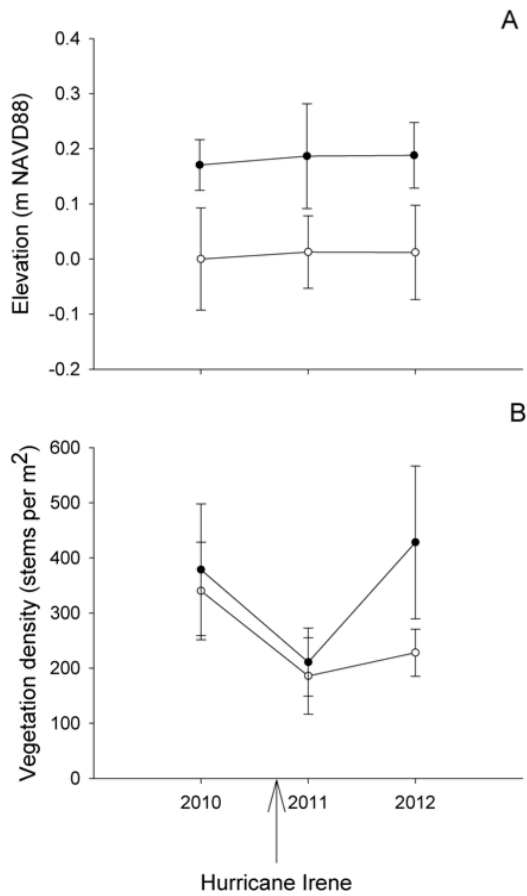 A
Elevation (m NAVD88)
0.4
0.3
0.2
0.1
0.0
-0.1
-0.2
B
Vegetation density (stems per m²)
600
500
400
300
200
100
0
2010 2011 2012
Hurricane Irene